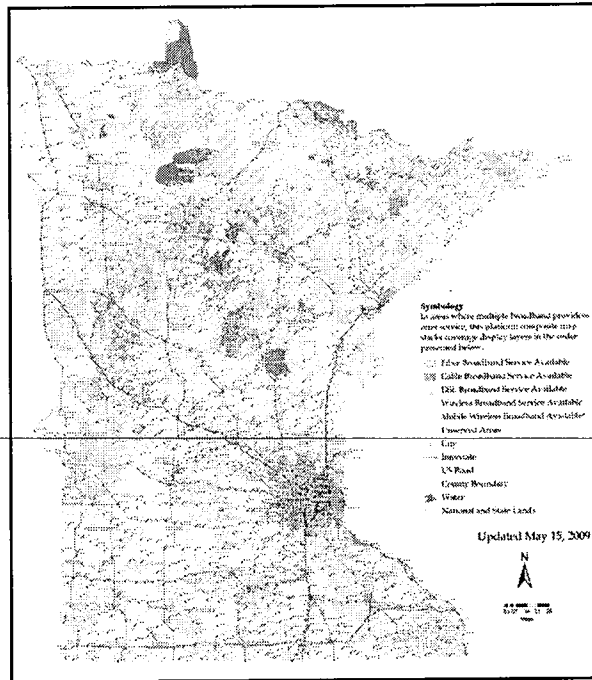 Symbology
In areas where multiple broadband providers
offer service, this platform composite map
stacks coverage display layers in the order
presented below.
Fiber Broadband Service Available
Cable Broadband Service Available
DSL Broadband Service Available
Wireless Broadband Service Available
Mobile Wireless Broadband Available*
Unserved Areas
City
Interstate
US Road
County Boundary
Water
National and State Lands
Updated May 15, 2009
N
Miles